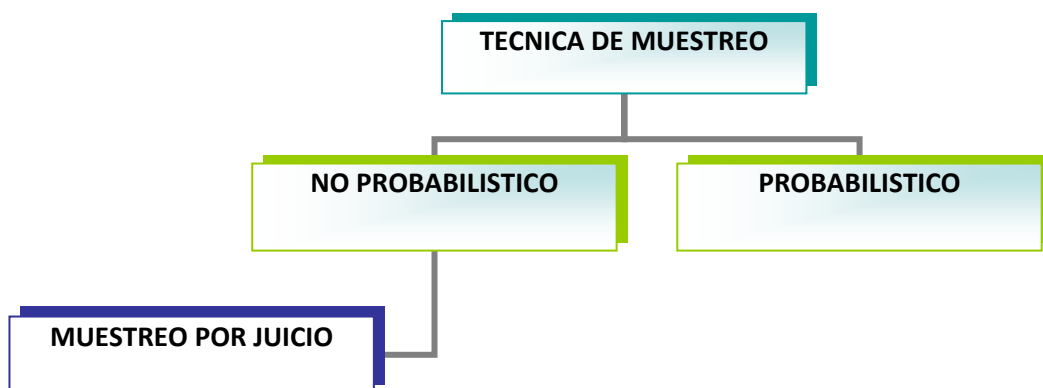 TECNICA DE MUESTREO
NO PROBABILISTICO
PROBABILISTICO
MUESTREO POR JUICIO